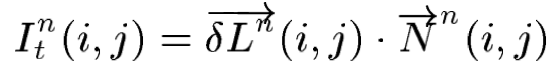 $I_t^n(i,j) = \overrightarrow{\delta L^n}(i,j) \cdot \overrightarrow{N}^n(i,j)$